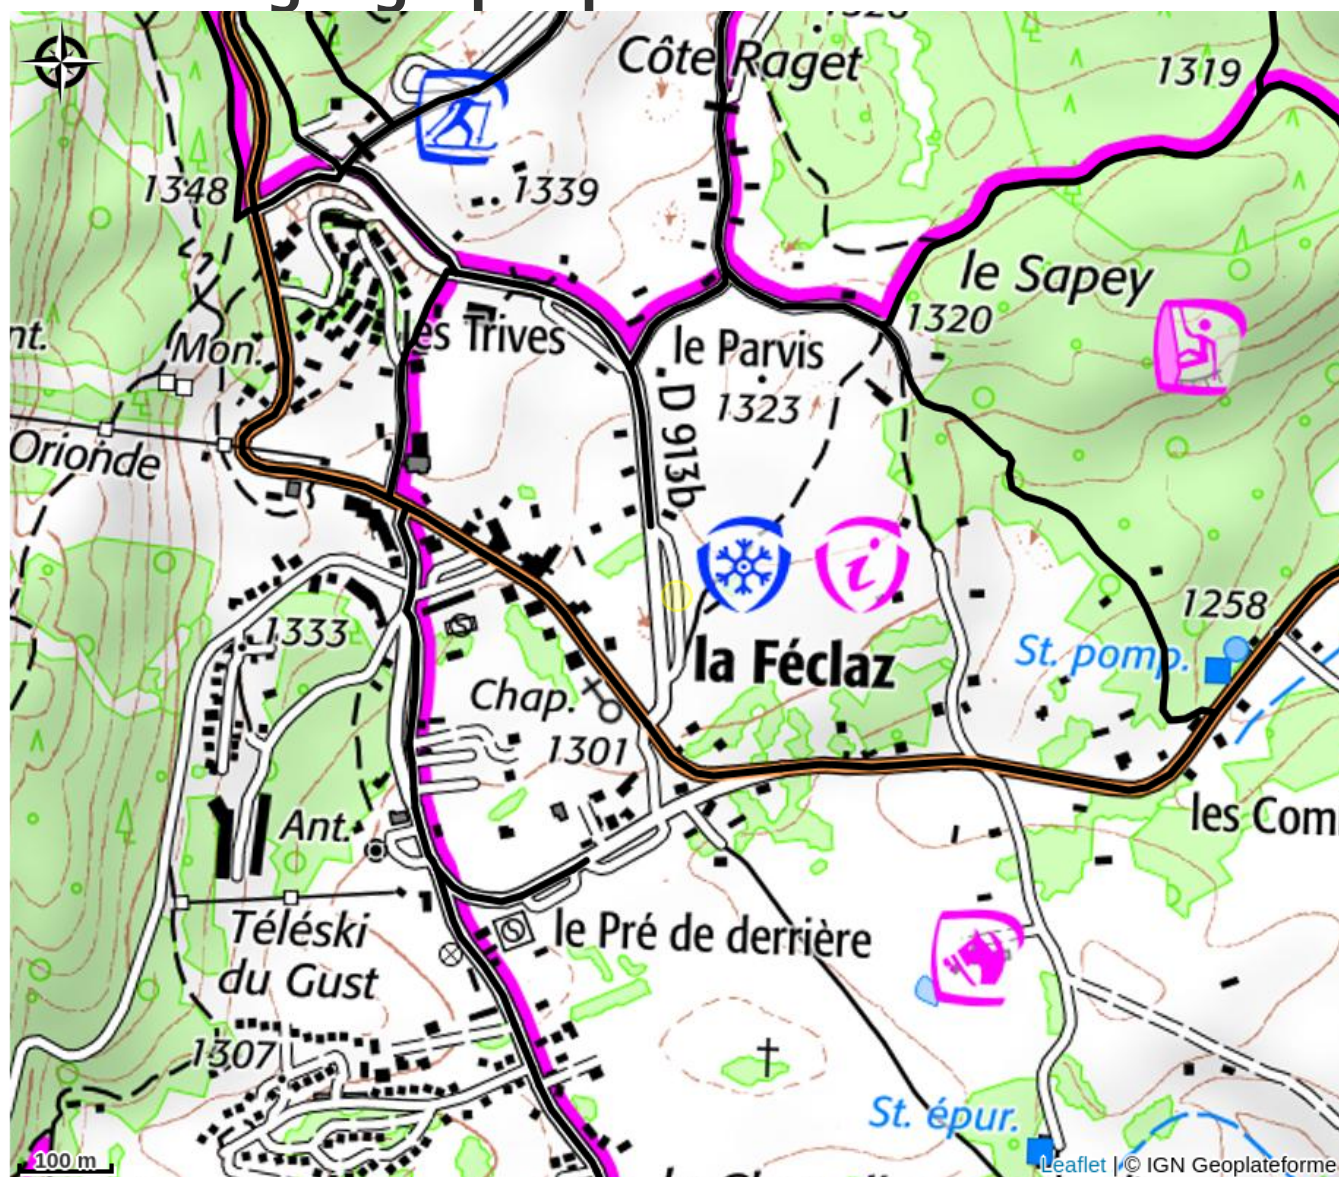 Côte Raget
1319
1348
1339
le Sapey
1320
les Trives
le Parvis
nt.
Mon.
1323
D 913b
Orionde
1258
1333
St. pomp.
la Féclaz
Chap.
1301
les Com
Ant.
Téléski
du Gust
le Pré de derrière
1307
St. épur.
100 m
Leaflet | © IGN Geoplateforme